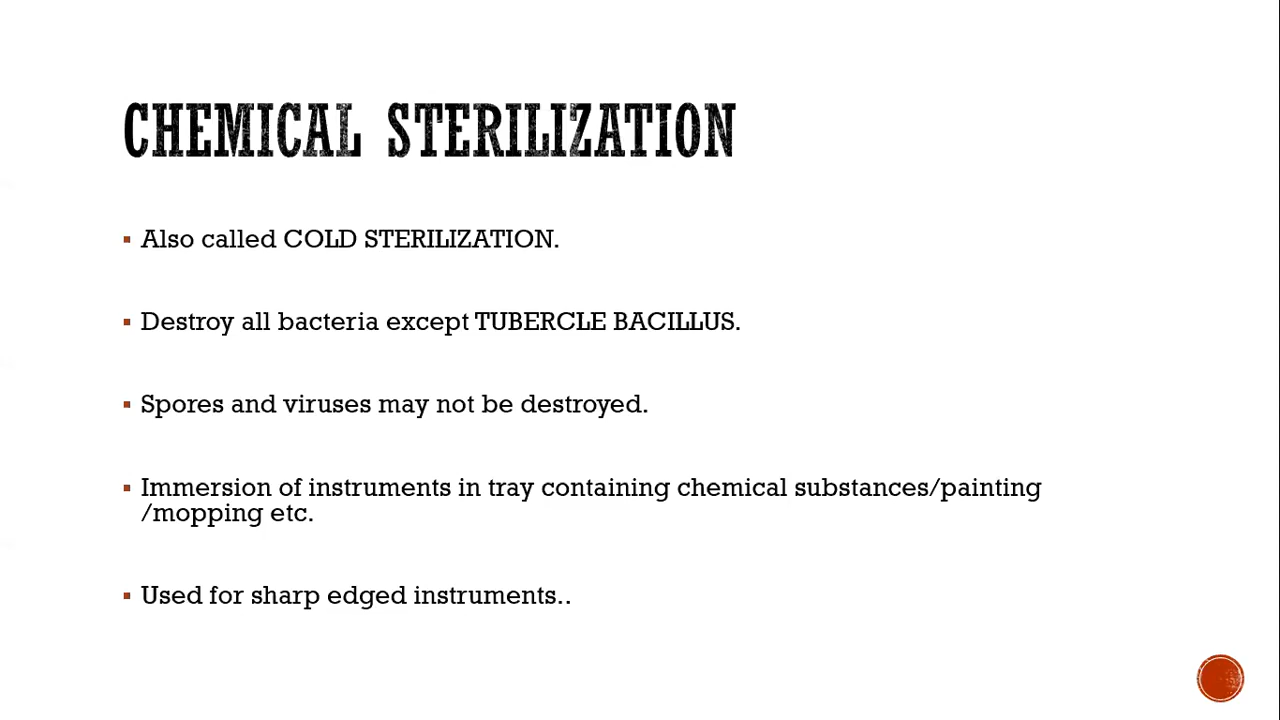 CHEMICAL STERILIZATION
▪ Also called COLD STERILIZATION.
▪ Destroy all bacteria except TUBERCLE BACILLUS.
▪ Spores and viruses may not be destroyed.
▪ Immersion of instruments in tray containing chemical substances/painting
/mopping etc.
▪ Used for sharp edged instruments..